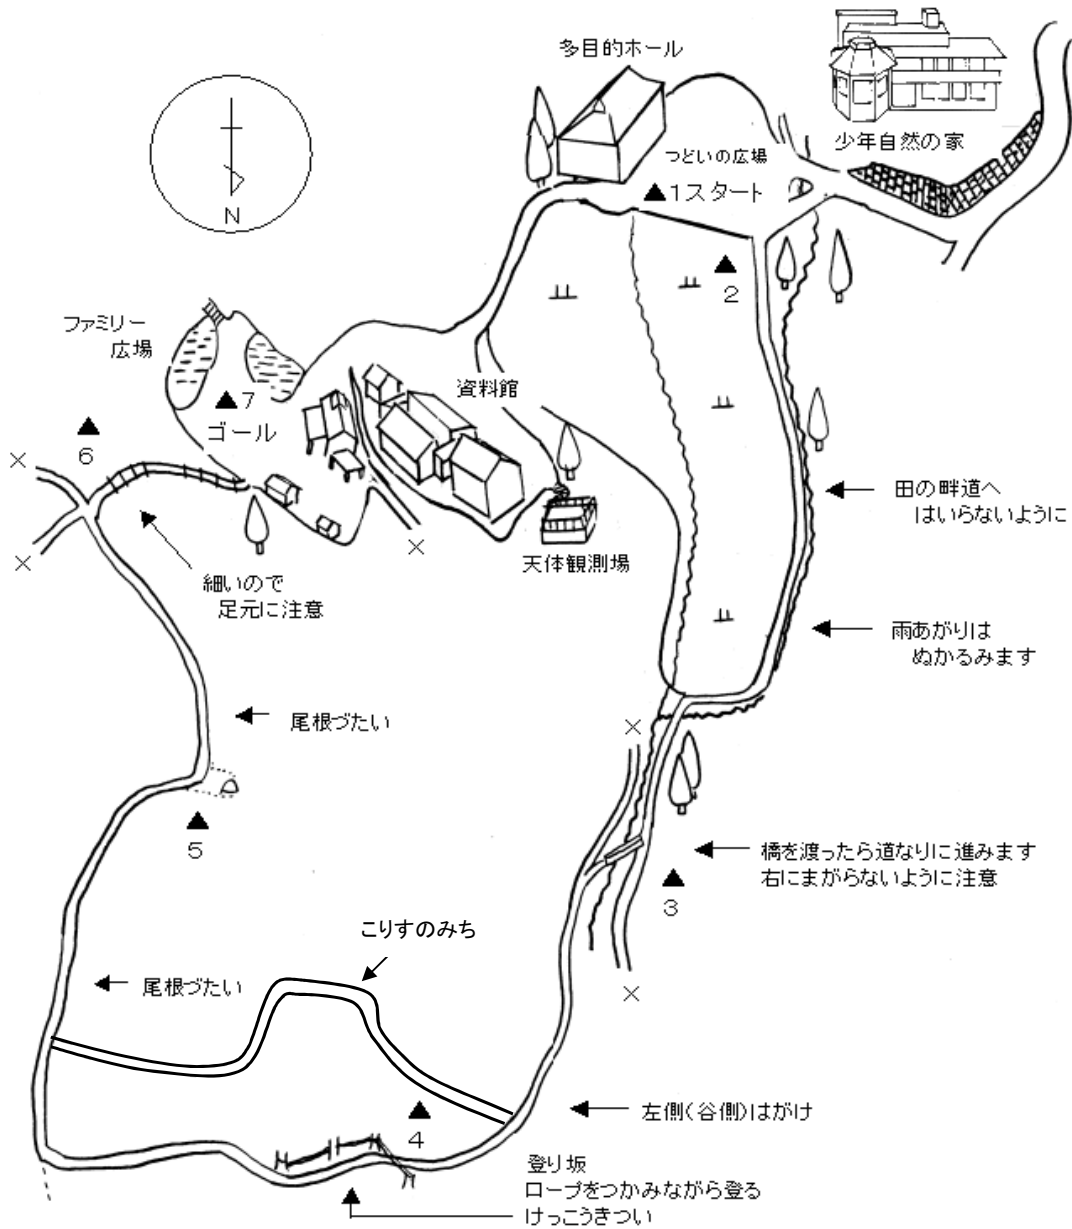 多目的ホール
少年自然の家
つどいの広場
▲1スタート
▲
2
N
ファミリー
広場
▲7
ゴール
資料館
▲
6
×
×
×
天体観測場
田の畔道へ
はいらないように
細いので
足元に注意
雨あがりは
ぬかるみます
尾根づたい
×
▲
5
橋を渡ったら道なりに進みます
右にまがらないように注意
▲
3
こりすのみち
尾根づたい
×
▲
4
左側(谷側)はがけ
登り坂
ロープをつかみながら登る
けっこうきつい